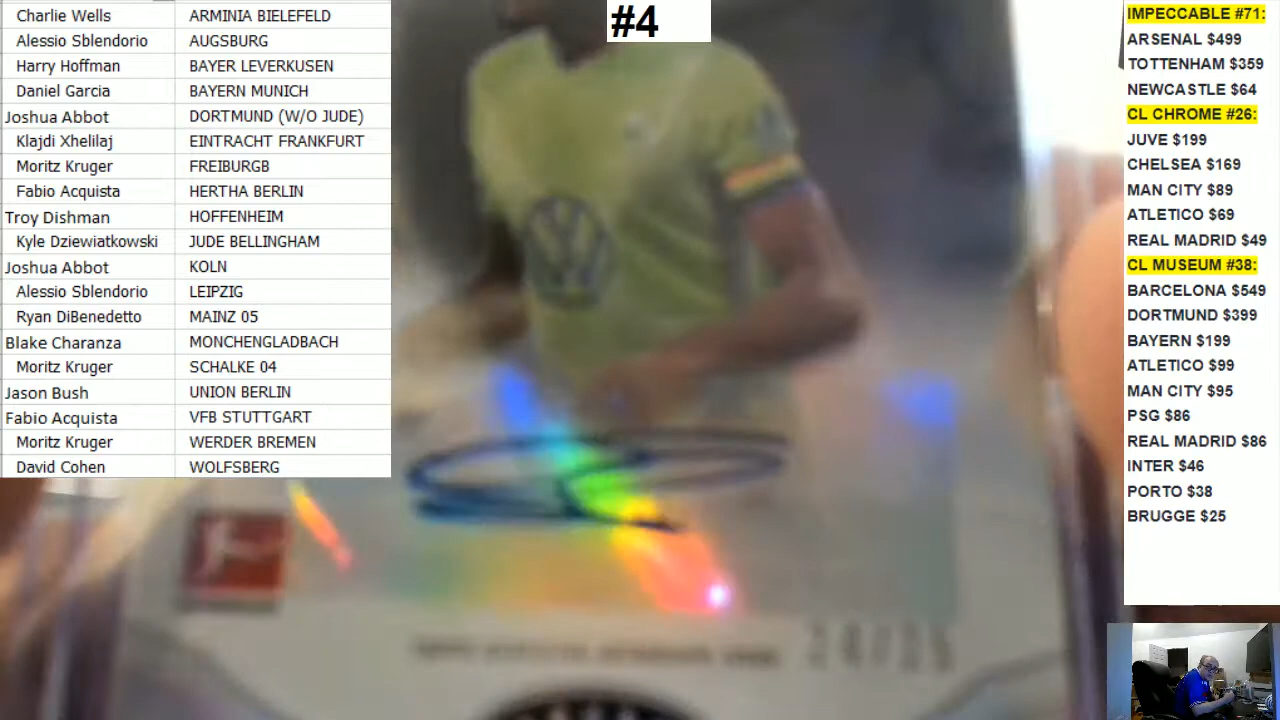 Charlie Wells ARMINIA BIELEFELD
Alessio Sblendorio AUGSBURG
Harry Hoffman BAYER LEVERKUSEN
Daniel Garcia BAYERN MUNICH
Joshua Abbot DORTMUND (W/O JUDE)
Klajdi Xhelilaj EINTRACHT FRANKFURT
Moritz Kruger FREIBURGB
Fabio Acquista HERTHA BERLIN
Troy Dishman HOFFENHEIM
Kyle Dziewiatkowski JUDE BELLINGHAM
Joshua Abbot KOLN
Alessio Sblendorio LEIPZIG
Ryan DiBenedetto MAINZ 05
Blake Charanza MONCHENGLADBACH
Moritz Kruger SCHALKE 04
Jason Bush UNION BERLIN
Fabio Acquista VFB STUTTGART
Moritz Kruger WERDER BREMEN
David Cohen WOLFSBERG
#4
IMPECCABLE #71:
ARSENAL $499
TOTTENHAM $359
NEWCASTLE $64
CL CHROME #26:
JUVE $199
CHELSEA $169
MAN CITY $89
ATLETICO $69
REAL MADRID $49
CL MUSEUM #38:
BARCELONA $549
DORTMUND $399
BAYERN $199
ATLETICO $99
MAN CITY $95
PSG $86
REAL MADRID $86
INTER $46
PORTO $38
BRUGGE $25